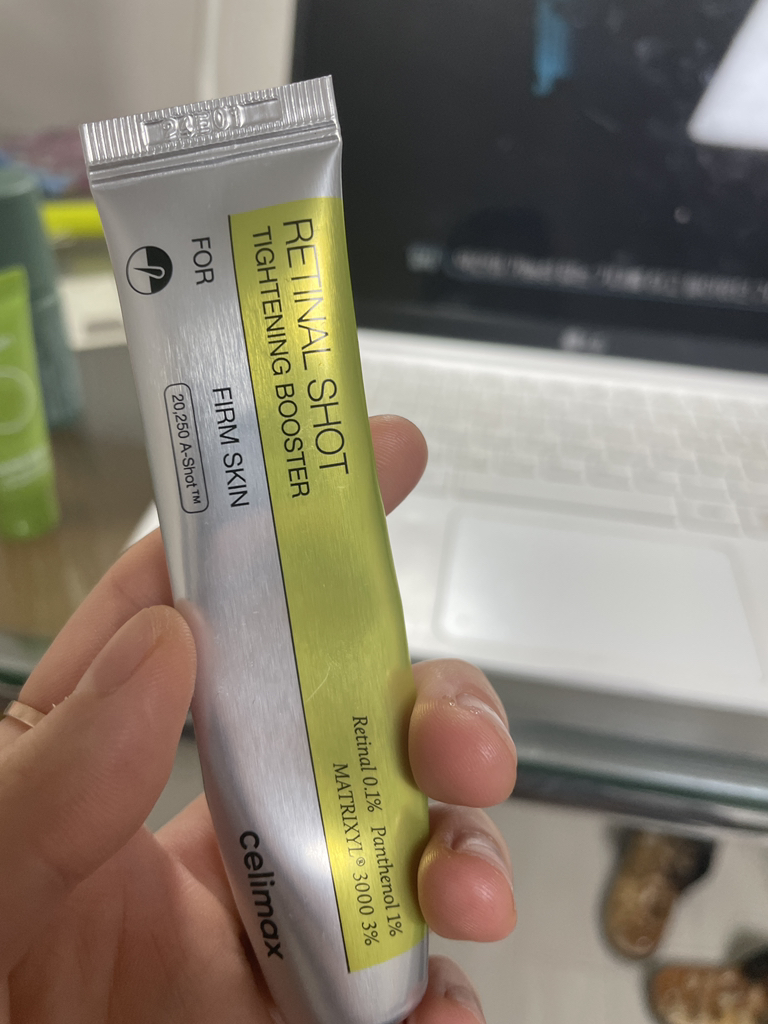 RETINAL SHOT
TIGHTENING BOOSTER
FOR
FIRM SKIN
20,250 A-Shot™
Retinal 0.1% Panthenol 1%
MATRIXYL® 3000 3%
celimax